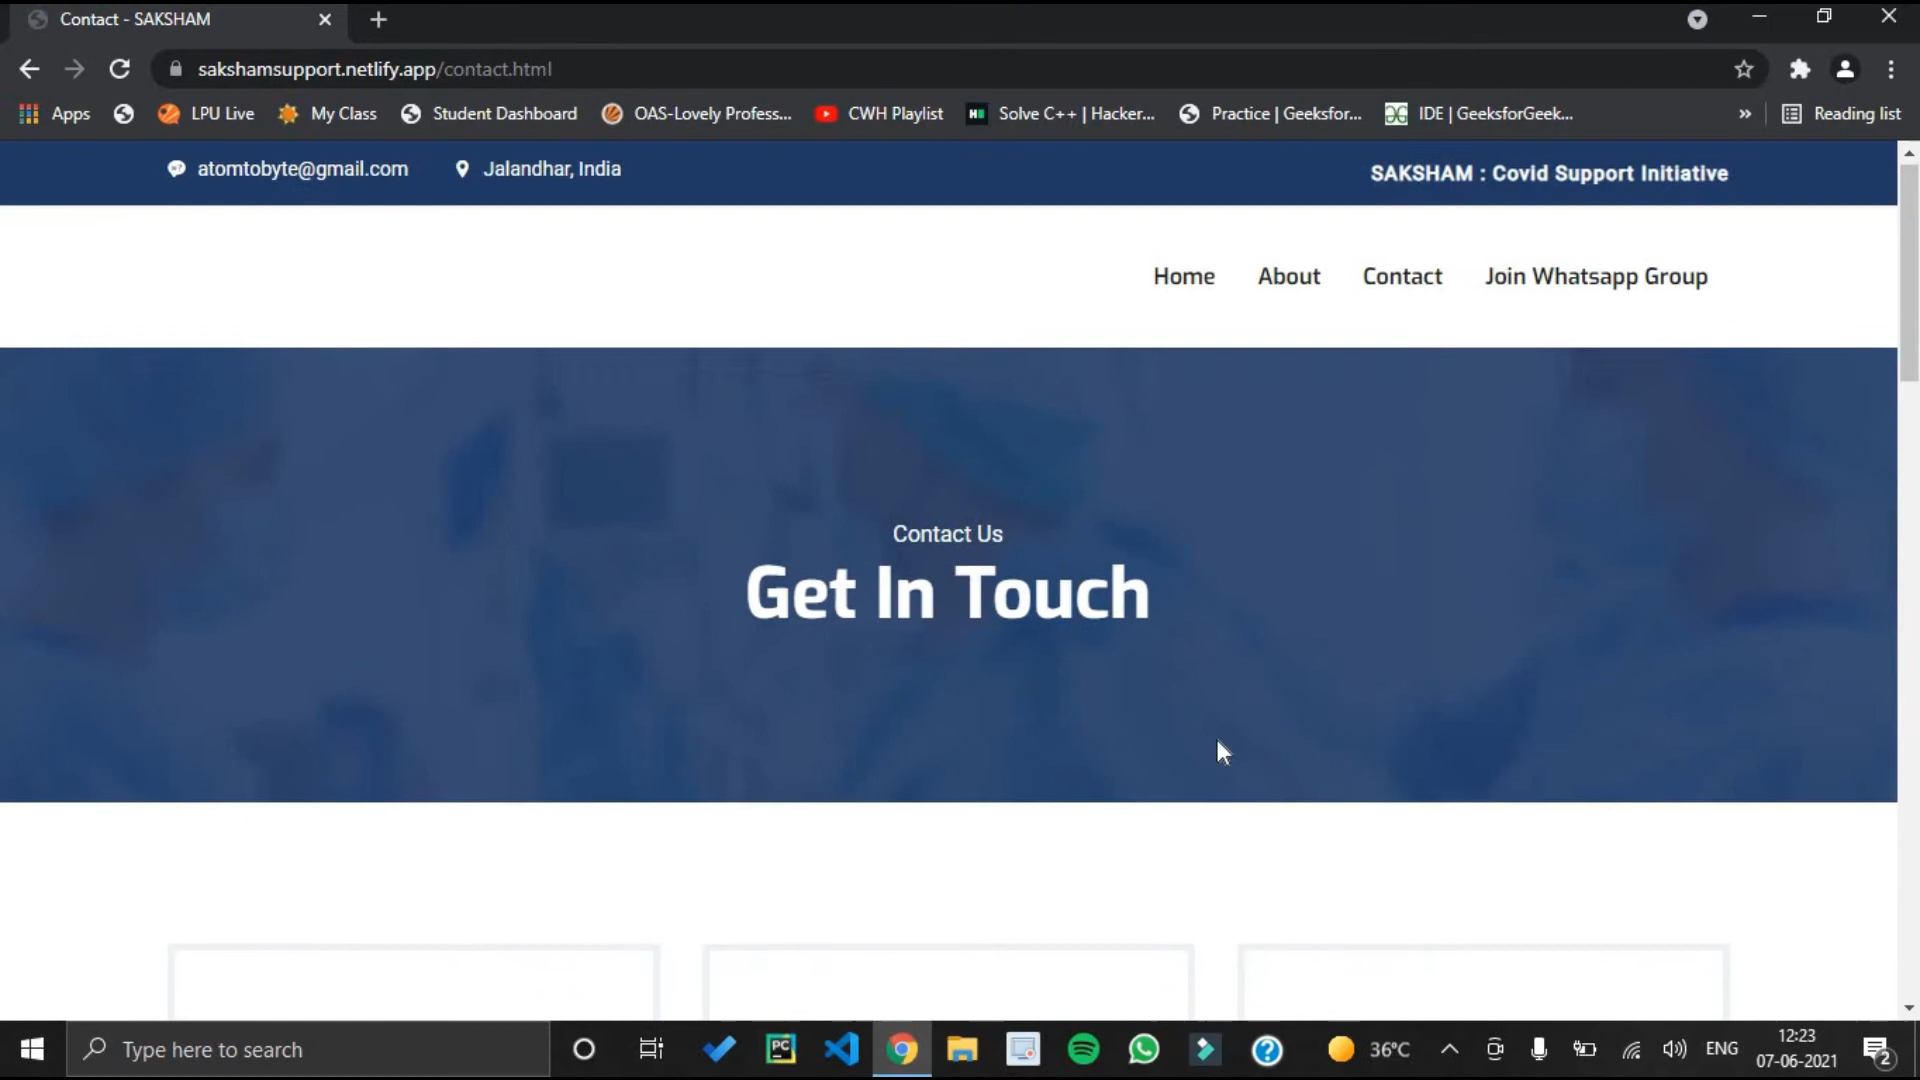 Contact - SAKSHAM
sakshamsupport.netlify.app/contact.html
Apps LPU Live My Class Student Dashboard OAS-Lovely Profess... CWH Playlist Solve C++ | Hacker... Practice | Geeksfor... IDE | GeeksforGeek... » Reading list
atomtobyte@gmail.com Jalandhar, India SAKSHAM : Covid Support Initiative
Home About Contact Join Whatsapp Group
Contact Us
Get In Touch
Type here to search PC 36°C ENG 12:23
07-06-2021 2